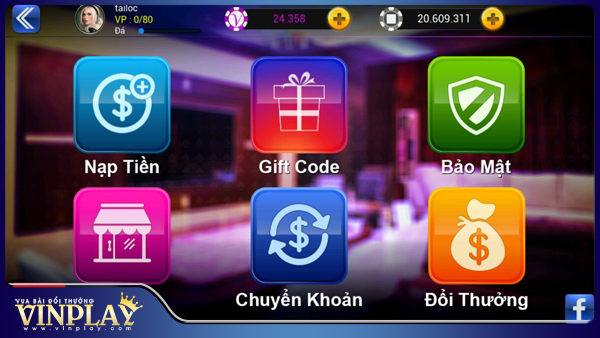 tailoc
VP : 0/80
Đá
24.358
20.609.311
Nạp Tiền
Gift Code
Bảo Mật
Chuyển Khoản
Đổi Thưởng
VUA BÀI ĐỔI THƯỞNG
VINPLAY
www.vinplay.com